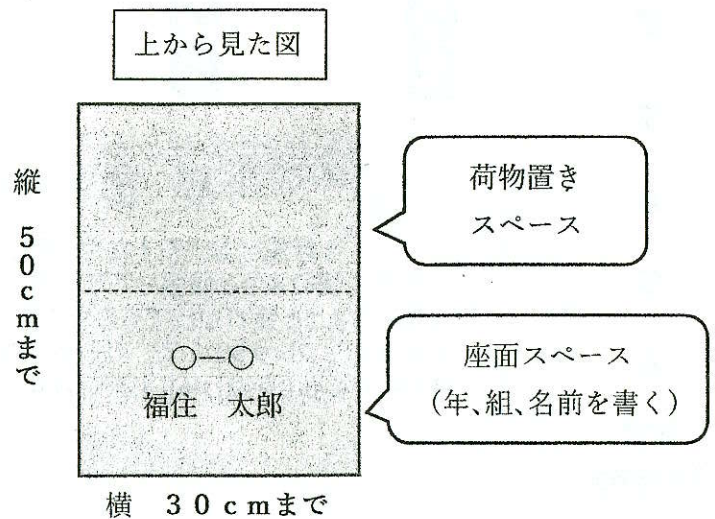 上から見た図
縦 50cmまで
荷物置き
スペース
○―○
福住 太郎
座面スペース
(年、組、名前を書く)
横 30cmまで